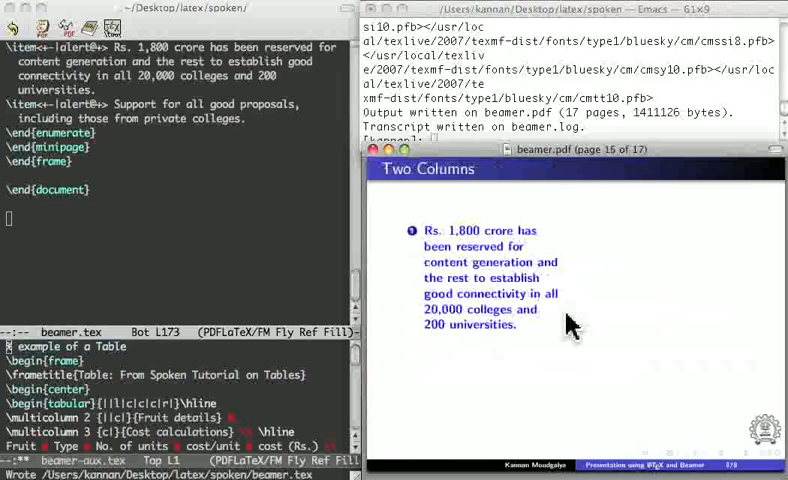 ~/Desktop/latex/spoken/
\item<+-|alert@+> Rs. 1,800 crore has been reserved for
content generation and the rest to establish good
connectivity in all 20,000 colleges and 200
universities.
\item<+-|alert@+> Support for all good proposals,
including those from private colleges.
\end{enumerate}
\end{minipage}
\end{frame}
\end{document}
--:-- beamer.tex Bot L173 (PDFLaTeX/FM Fly Ref Fill)--
example of a Table
\begin{frame}
\frametitle{Table: From Spoken Tutorial on Tables}
\begin{center}
\begin{tabular}{||l|c|c|c|r|}\hline
\multicolumn 2 {||c|}{Fruit details}
\multicolumn 3 {c|}{Cost calculations} \\ \hline
Fruit Type No. of units cost/unit cost (Rs.)
--:** beamer-aux.tex Top L1 (PDFLaTeX/FM Fly Ref Fill)
Wrote /Users/kannan/Desktop/latex/spoken/beamer.tex
~/Desktop/latex/spoken — Emacs — 61×9
si10.pfb></usr/loc
al/texlive/2007/texmf-dist/fonts/type1/bluesky/cm/cmssi8.pfb>
</usr/local/texliv
e/2007/texmf-dist/fonts/type1/bluesky/cm/cmsy10.pfb></usr/loc
al/texlive/2007/te
xmf-dist/fonts/type1/bluesky/cm/cmtt10.pfb>
Output written on beamer.pdf (17 pages, 1411126 bytes).
Transcript written on beamer.log.
beamer.pdf (page 16 of 17)
Two Columns
1 Rs. 1,800 crore has
been reserved for
content generation and
the rest to establish
good connectivity in all
20,000 colleges and
200 universities.
Kannan Moudgalya Presentation using LaTeX and Beamer